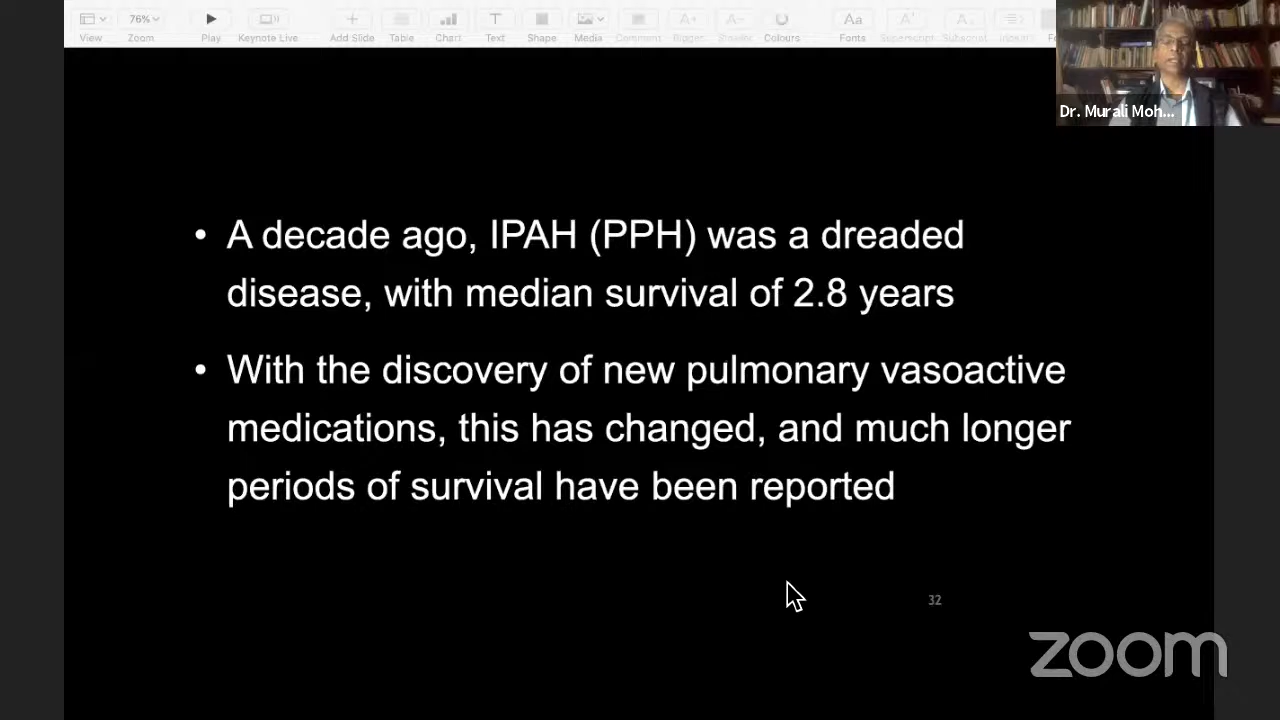 76%
View
Zoom
Play
Keynote Live
Add Slide
Table
Chart
Text
Shape
Media
Comment
Bigger
Smaller
Colours
Fonts
Superscript
Subscript
Dr. Murali Moh...
• A decade ago, IPAH (PPH) was a dreaded
disease, with median survival of 2.8 years
• With the discovery of new pulmonary vasoactive
medications, this has changed, and much longer
periods of survival have been reported
32
zoom